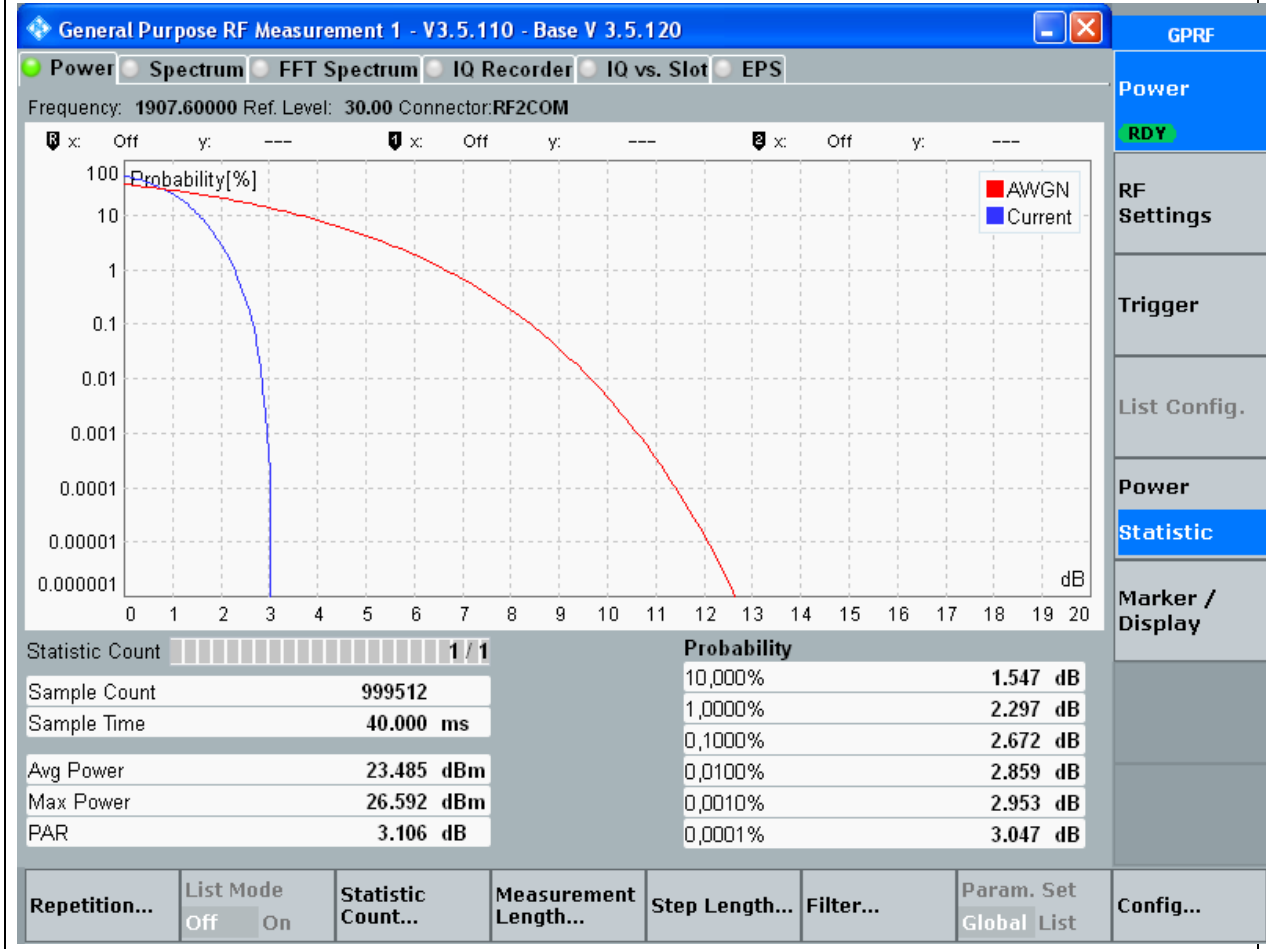 General Purpose RF Measurement 1 - V3.5.110 - Base V 3.5.120
GPRF
Power Spectrum FFT Spectrum IQ Recorder IQ vs. Slot EPS
Frequency: 1907.60000 Ref. Level: 30.00 Connector:RF2COM
R x: Off y: --- 1 x: Off y: --- 2 x: Off y: ---
Probability[%]
AWGN
Current
100
10
1
0.1
0.01
0.001
0.0001
0.00001
0.000001
dB
0 1 2 3 4 5 6 7 8 9 10 11 12 13 14 15 16 17 18 19 20
Statistic Count 1 / 1
Sample Count 999512
Sample Time 40.000 ms
Avg Power 23.485 dBm
Max Power 26.592 dBm
PAR 3.106 dB
Probability
10,000% 1.547 dB
1,0000% 2.297 dB
0,1000% 2.672 dB
0,0100% 2.859 dB
0,0010% 2.953 dB
0,0001% 3.047 dB
Power
RDY
RF
Settings
Trigger
List Config.
Power
Statistic
Marker /
Display
Repetition...
List Mode
Off On
Statistic
Count...
Measurement
Length...
Step Length...
Filter...
Param. Set
Global List
Config...